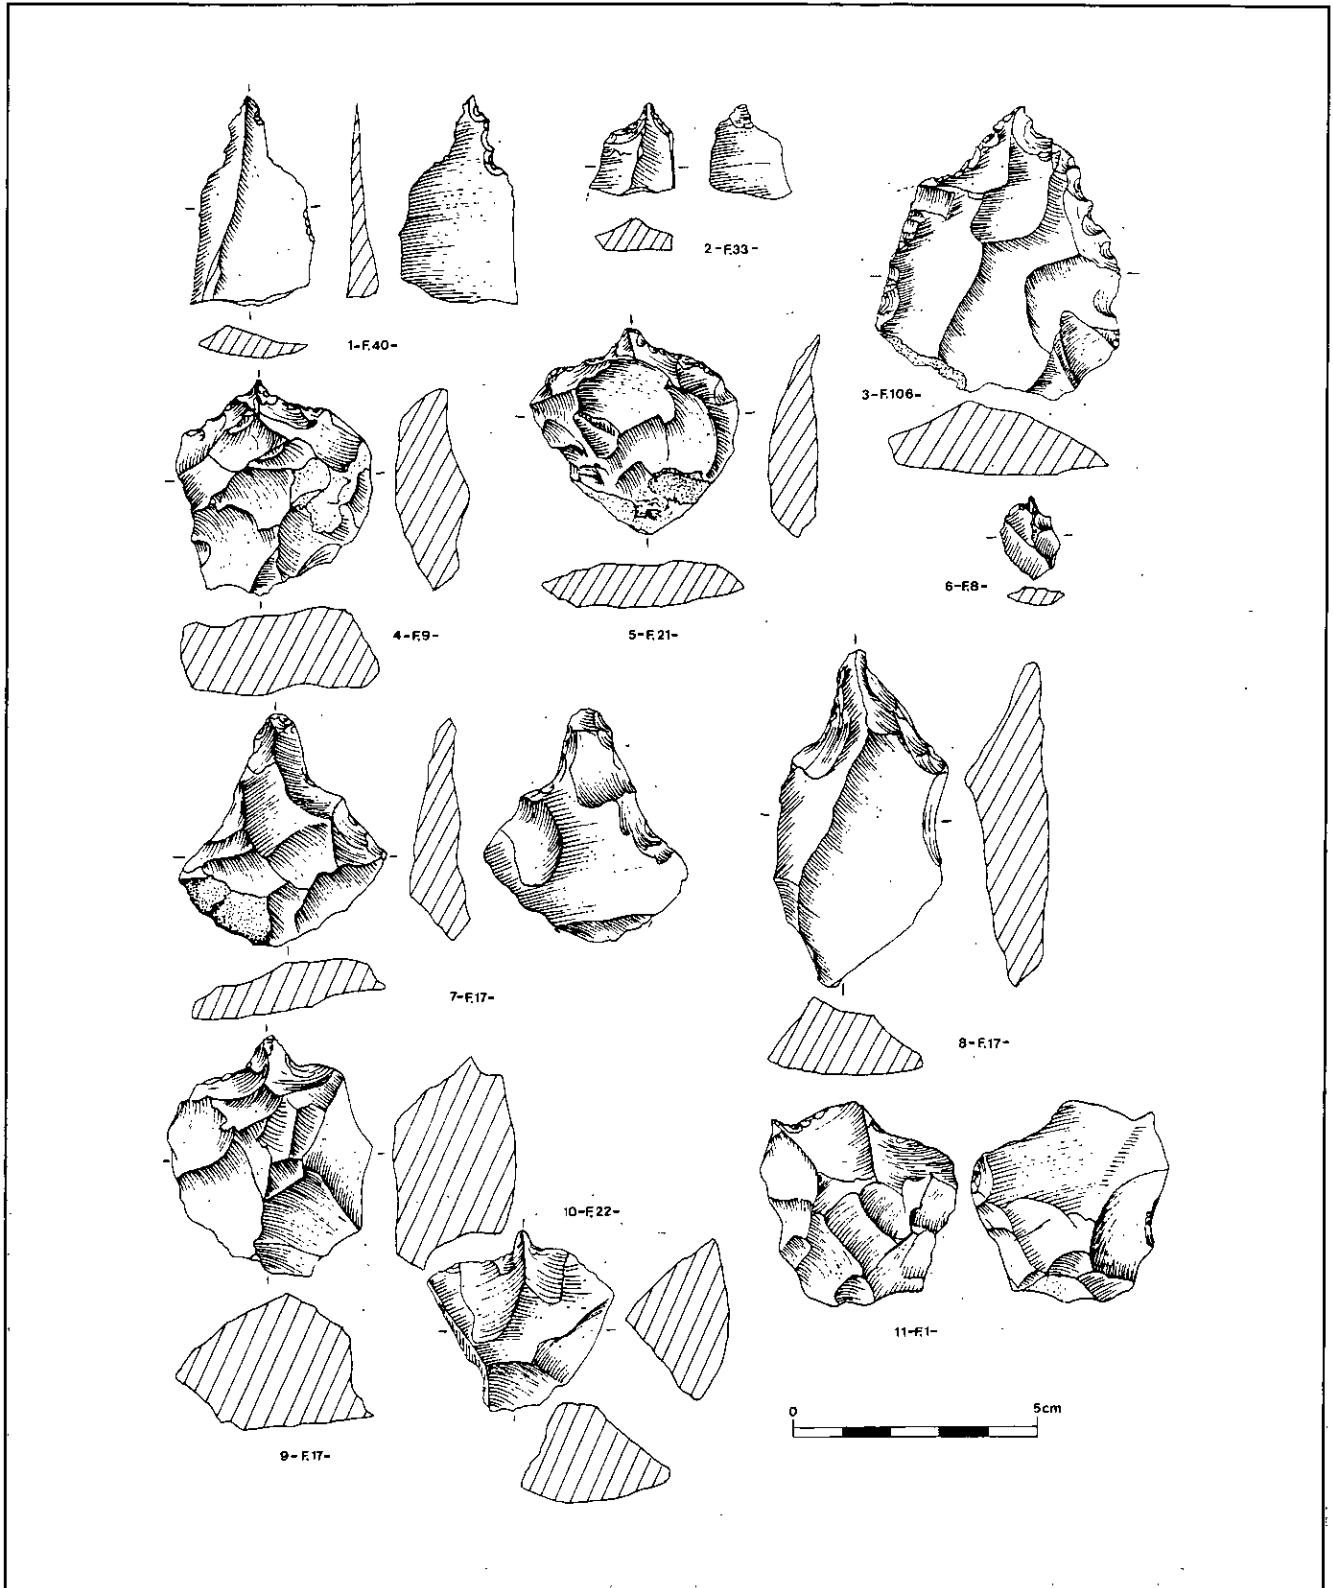 1-F.40-
2-F.33-
3-F.106-
4-F.9-
5-F.21-
6-F.8-
7-F.17-
8-F.17-
9-F.17-
10-F.22-
11-F.1-
0 5cm